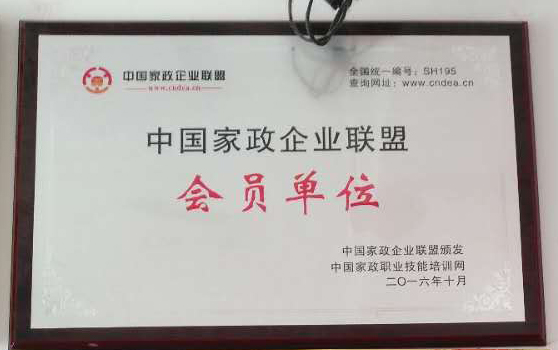 中国家政企业联盟
www.cndea.cn
全国统一编号：SH195
查询网址：www.cndea.cn
中国家政企业联盟
会员单位
中国家政企业联盟颁发
中国家政职业技能培训网
二〇一六年十月